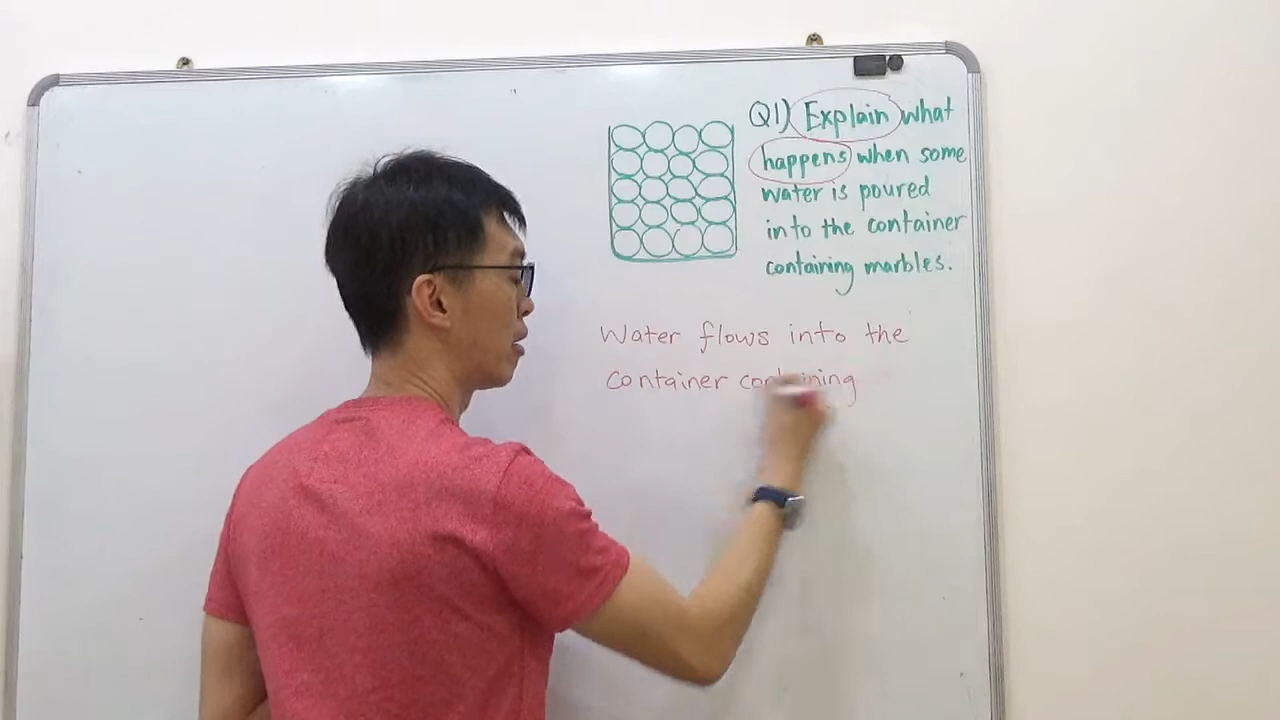 Q1) Explain what
happens when some
water is poured
into the container
containing marbles.
Water flows into the
container containing